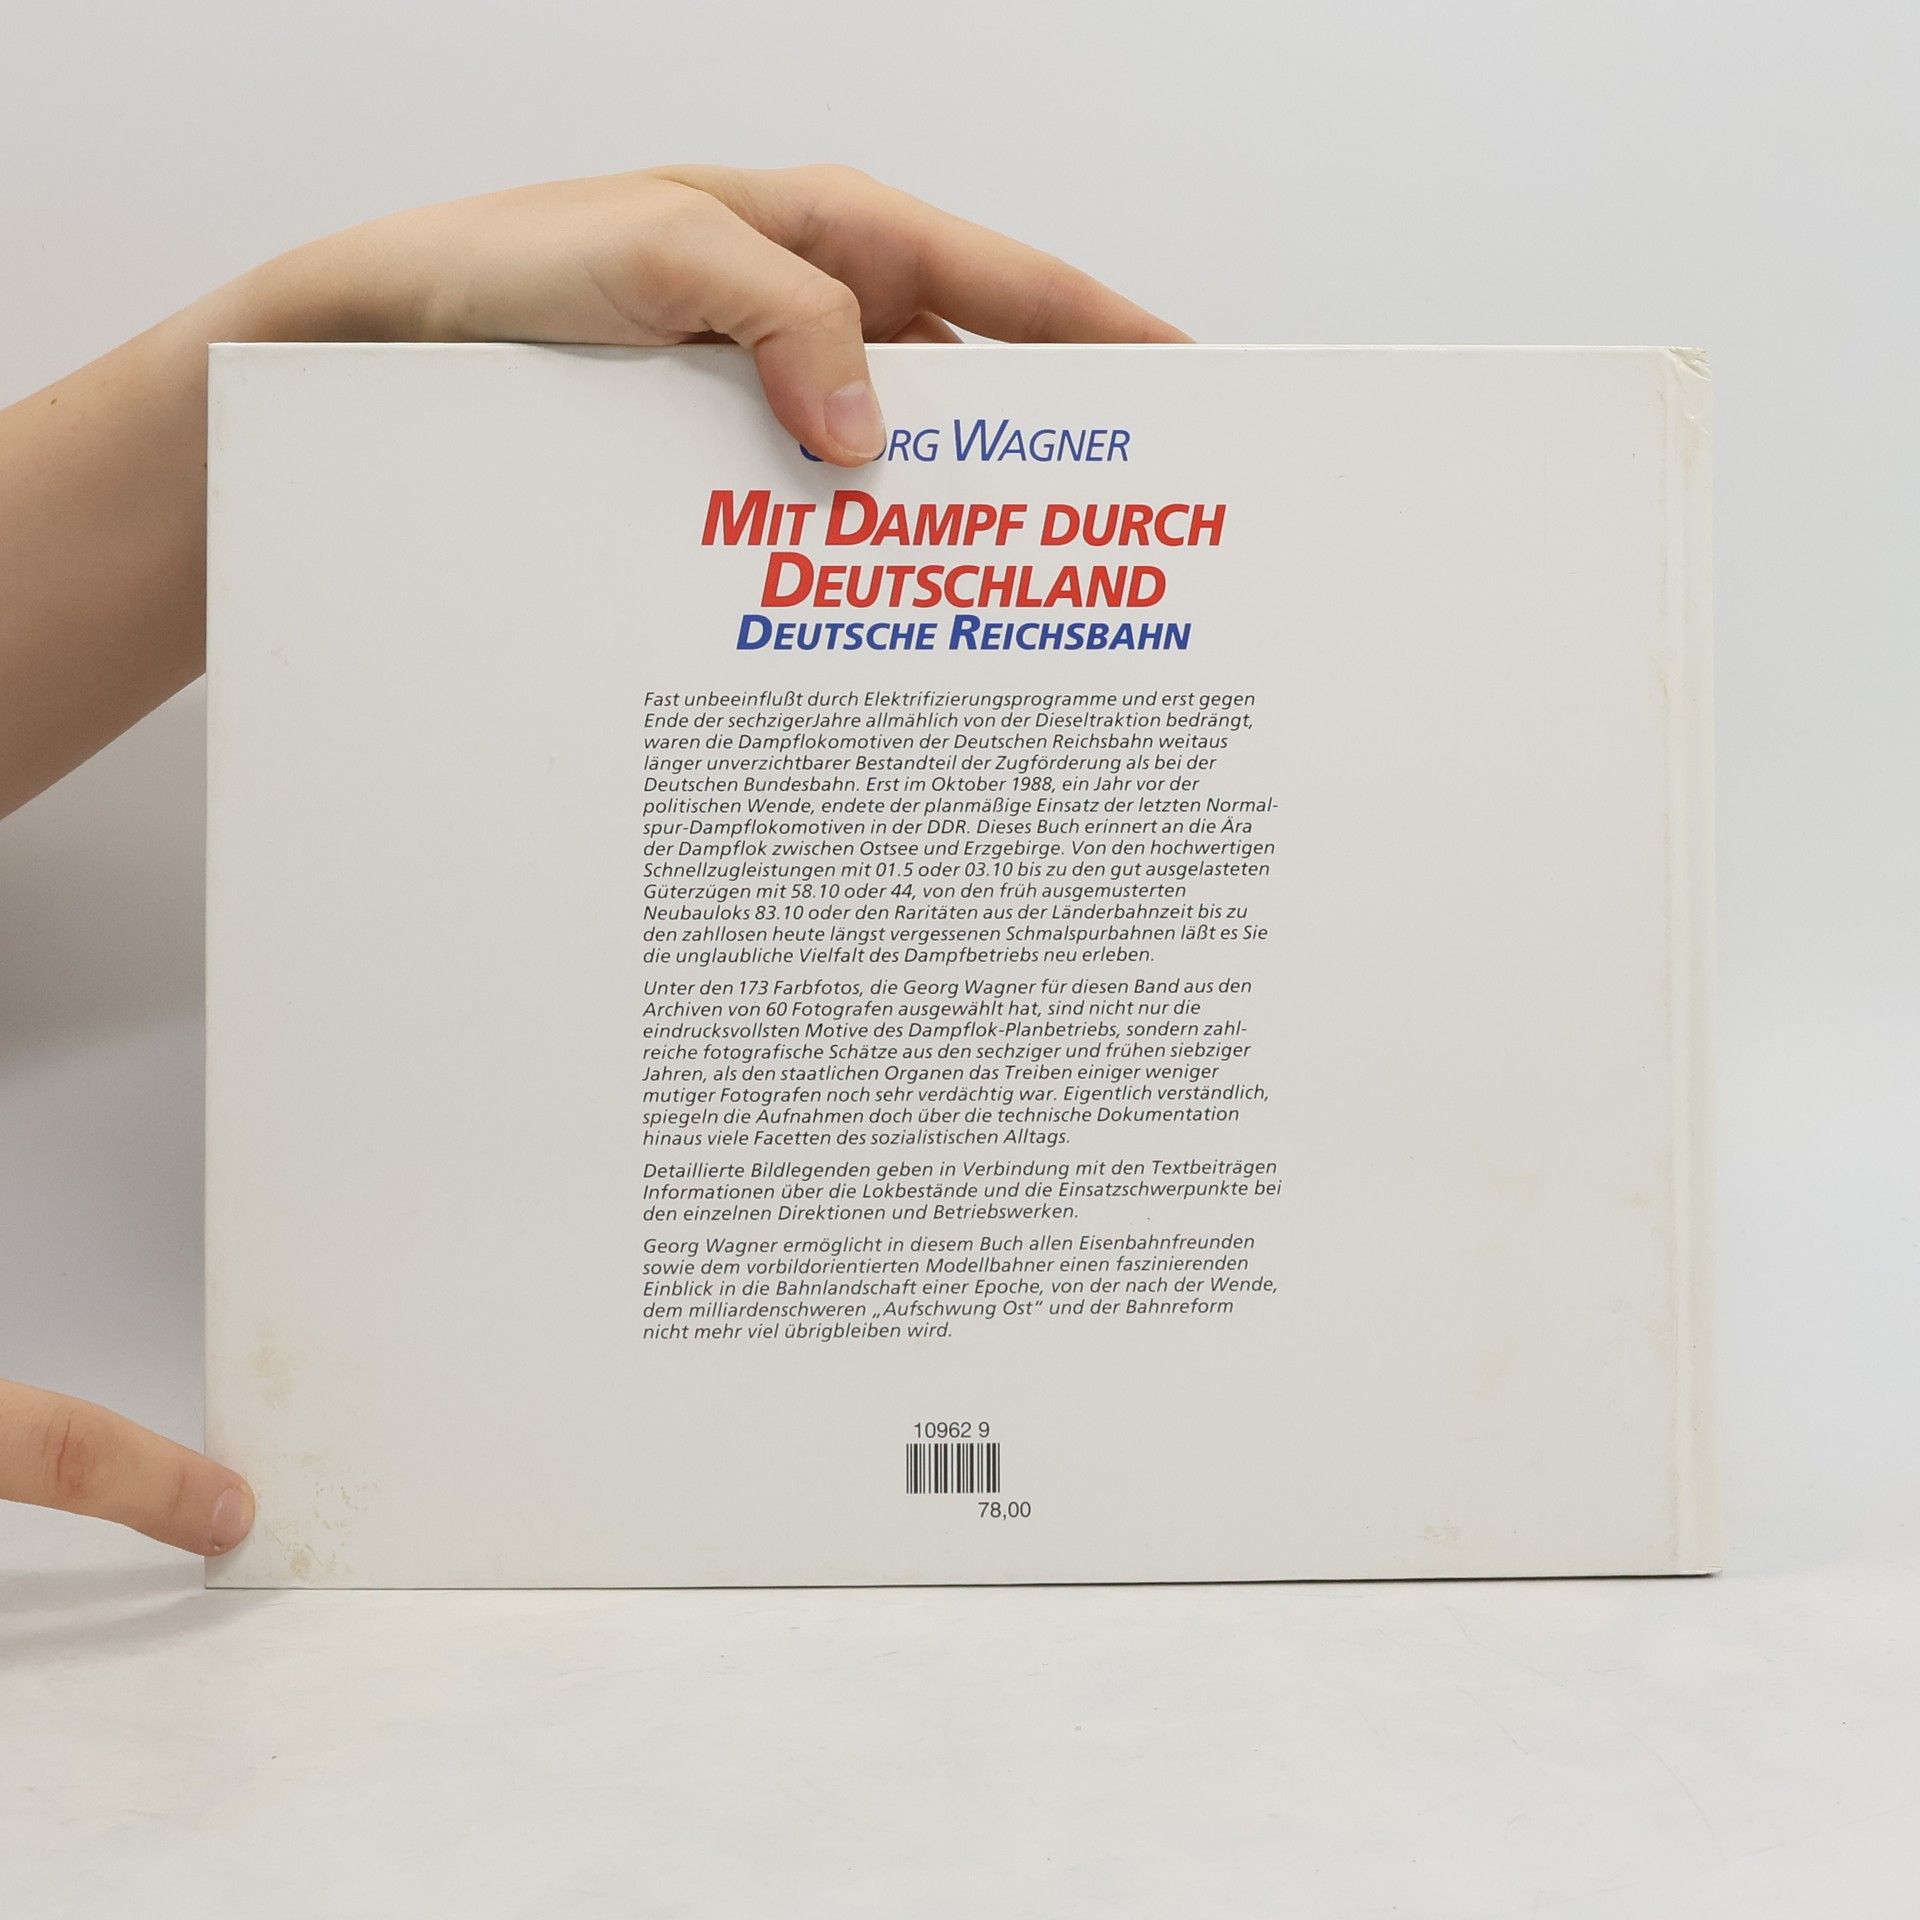 WAGNER
MIT DAMPF DURCH
DEUTSCHLAND
DEUTSCHE REICHSBAHN
Fast unbeeinflußt durch Elektrifizierungsprogramme und erst gegen
Ende der sechziger Jahre allmählich von der Dieseltraktion bedrängt,
waren die Dampflokomotiven der Deutschen Reichsbahn weitaus
länger unverzichtbarer Bestandteil der Zugförderung als bei der
Deutschen Bundesbahn. Erst im Oktober 1988, ein Jahr vor der
politischen Wende, endete der planmäßige Einsatz der letzten Normal-
spur-Dampflokomotiven in der DDR. Dieses Buch erinnert an die Ära
der Dampflok zwischen Ostsee und Erzgebirge. Von den hochwertigen
Schnellzugleistungen mit 01.5 oder 03.10 bis zu den gut ausgelasteten
Güterzügen mit 58.10 oder 44, von den früh ausgemusterten
Neubauloks 83.10 oder den Raritäten aus der Länderbahnzeit bis zu
den zahllosen heute längst vergessenen Schmalspurbahnen läßt es Sie
die unglaubliche Vielfalt des Dampfbetriebs neu erleben.
Unter den 173 Farbfotos, die Georg Wagner für diesen Band aus den
Archiven von 60 Fotografen ausgewählt hat, sind nicht nur die
eindrucksvollsten Motive des Dampflok-Planbetriebs, sondern zahl-
reiche fotografische Schätze aus den sechziger und frühen siebziger
Jahren, als den staatlichen Organen das Treiben einiger weniger
mutiger Fotografen noch sehr verdächtig war. Eigentlich verständlich,
spiegeln die Aufnahmen doch über die technische Dokumentation
hinaus viele Facetten des sozialistischen Alltags.
Detaillierte Bildlegenden geben in Verbindung mit den Textbeiträgen
Informationen über die Lokbestände und die Einsatzschwerpunkte bei
den einzelnen Direktionen und Betriebswerken.
Georg Wagner ermöglicht in diesem Buch allen Eisenbahnfreunden
sowie dem vorbildorientierten Modellbahner einen faszinierenden
Einblick in die Bahnlandschaft einer Epoche, von der nach der Wende,
dem milliardenschweren „Aufschwung Ost“ und der Bahnreform
nicht mehr viel übrigbleiben wird.
10962 9
78,00